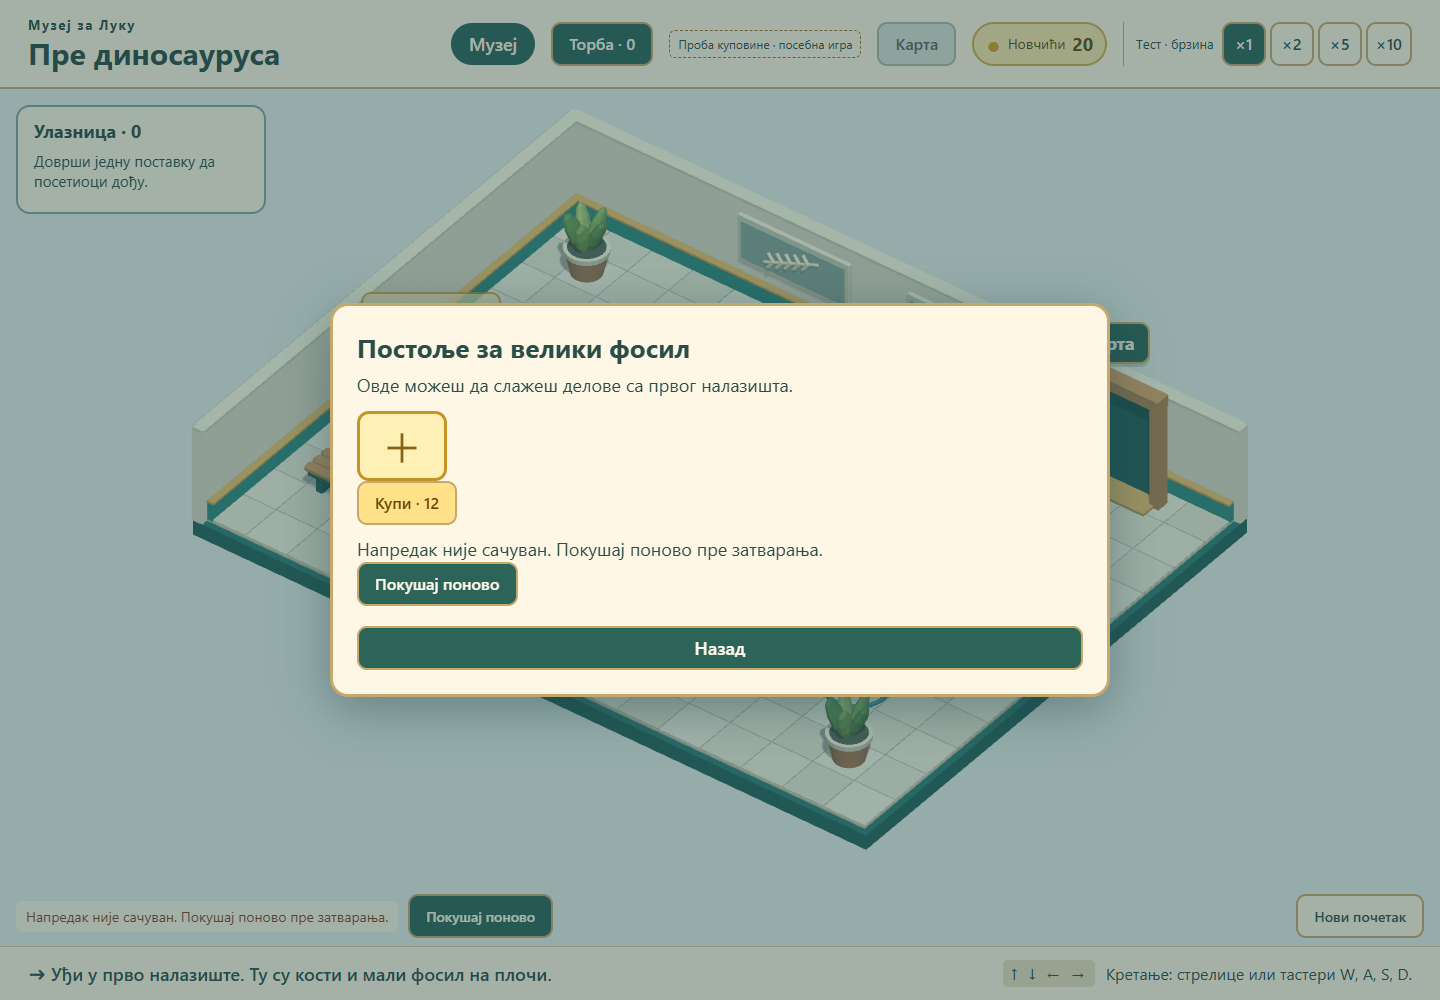 Музеј за Луку
Пре диносауруса
Музеј
Торба · 0
Проба куповине · посебна игра
Карта
Новчићи 20
Тест · брзина
×1
×2
×5
×10
Улазница · 0
Доврши једну поставку да
посетиоци дођу.
Постоље за велики фосил
Овде можеш да слажеш делове са првог налазишта.
Купи · 12
Напредак није сачуван. Покушај поново пре затварања.
Покушај поново
Назад
Напредак није сачуван. Покушај поново пре затварања.
Покушај поново
Нови почетак
→ Уђи у прво налазиште. Ту су кости и мали фосил на плочи.
↑ ↓ ← → Кретање: стрелице или тастери W, A, S, D.